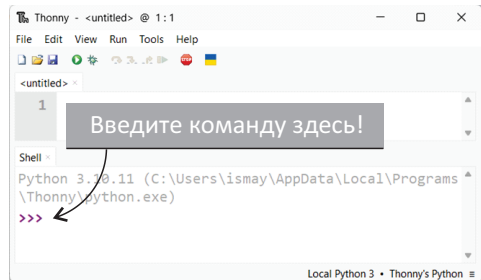 Thonny - <untitled> @ 1:1
File Edit View Run Tools Help
<untitled>
1
Введите команду здесь!
Shell
Python 3.10.11 (C:\Users\ismay\AppData\Local\Programs
\Thonny\python.exe)
>>>
Local Python 3 • Thonny's Python